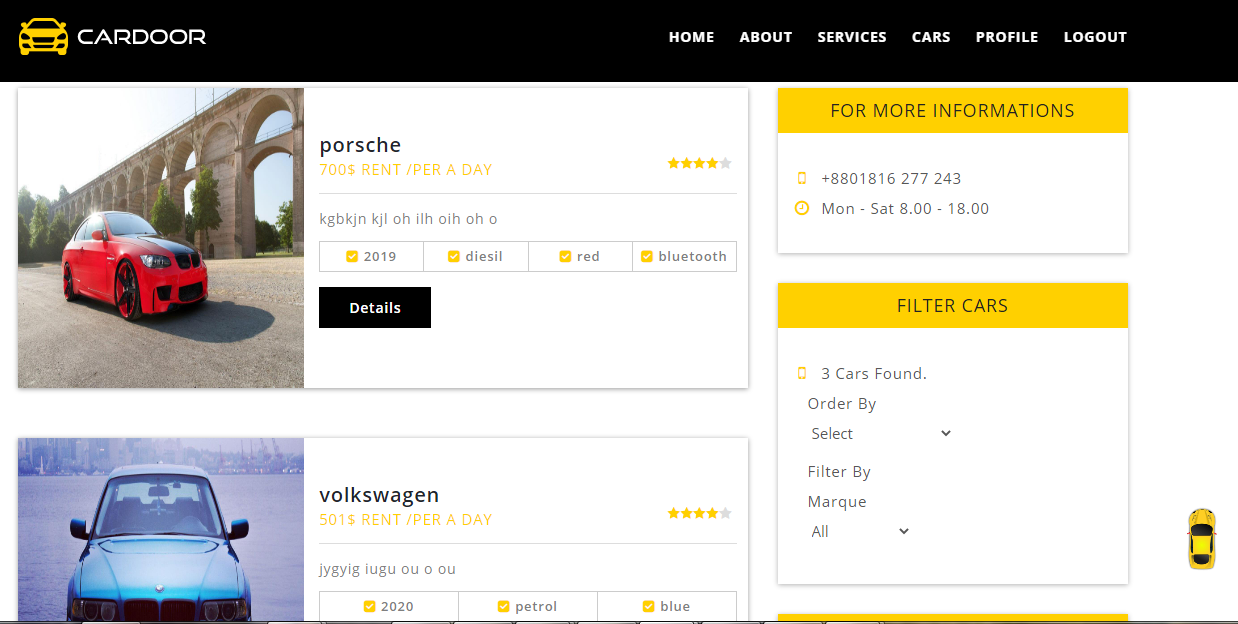 CARDOOR
HOME ABOUT SERVICES CARS PROFILE LOGOUT
porsche
700$ RENT /PER A DAY
kgbkjn kjl oh ilh oih oh o
2019 diesil red bluetooth
Details
volkswagen
501$ RENT /PER A DAY
jygyig iugu ou o ou
2020 petrol blue
FOR MORE INFORMATIONS
+8801816 277 243
Mon - Sat 8.00 - 18.00
FILTER CARS
3 Cars Found.
Order By
Select
Filter By
Marque
All